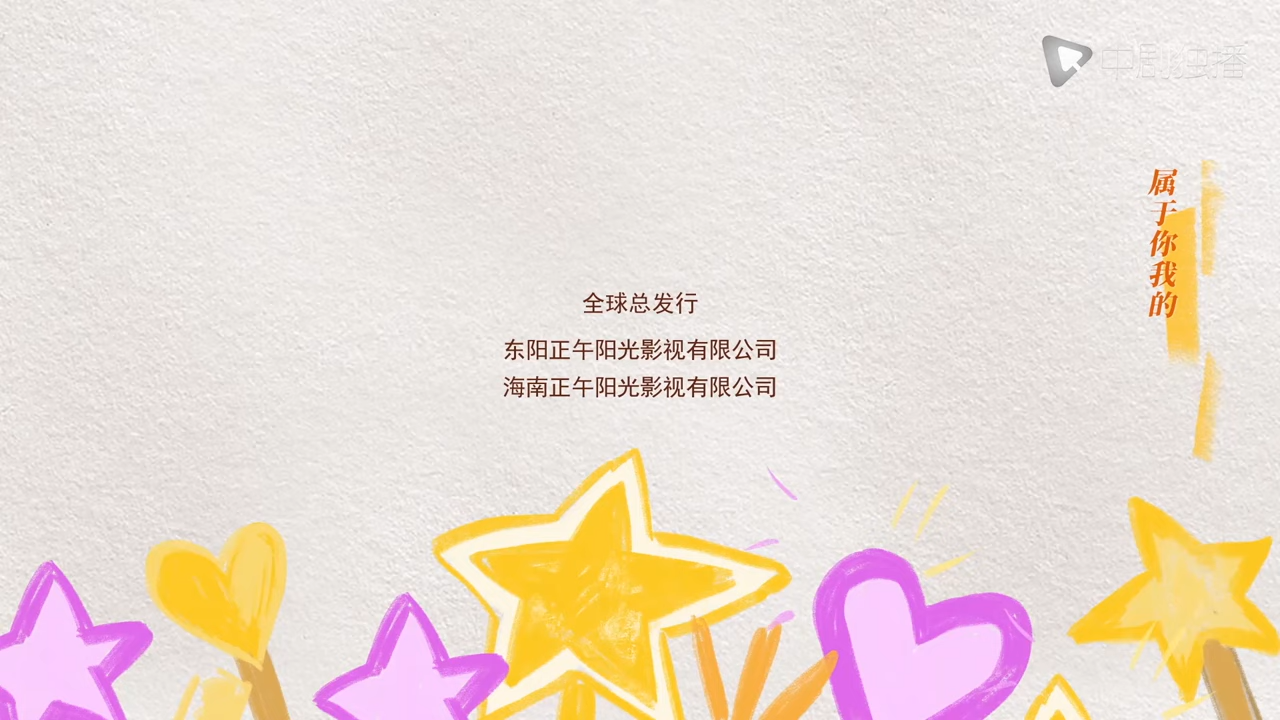 中剧独播
属于你我的
全球总发行
东阳正午阳光影视有限公司
海南正午阳光影视有限公司